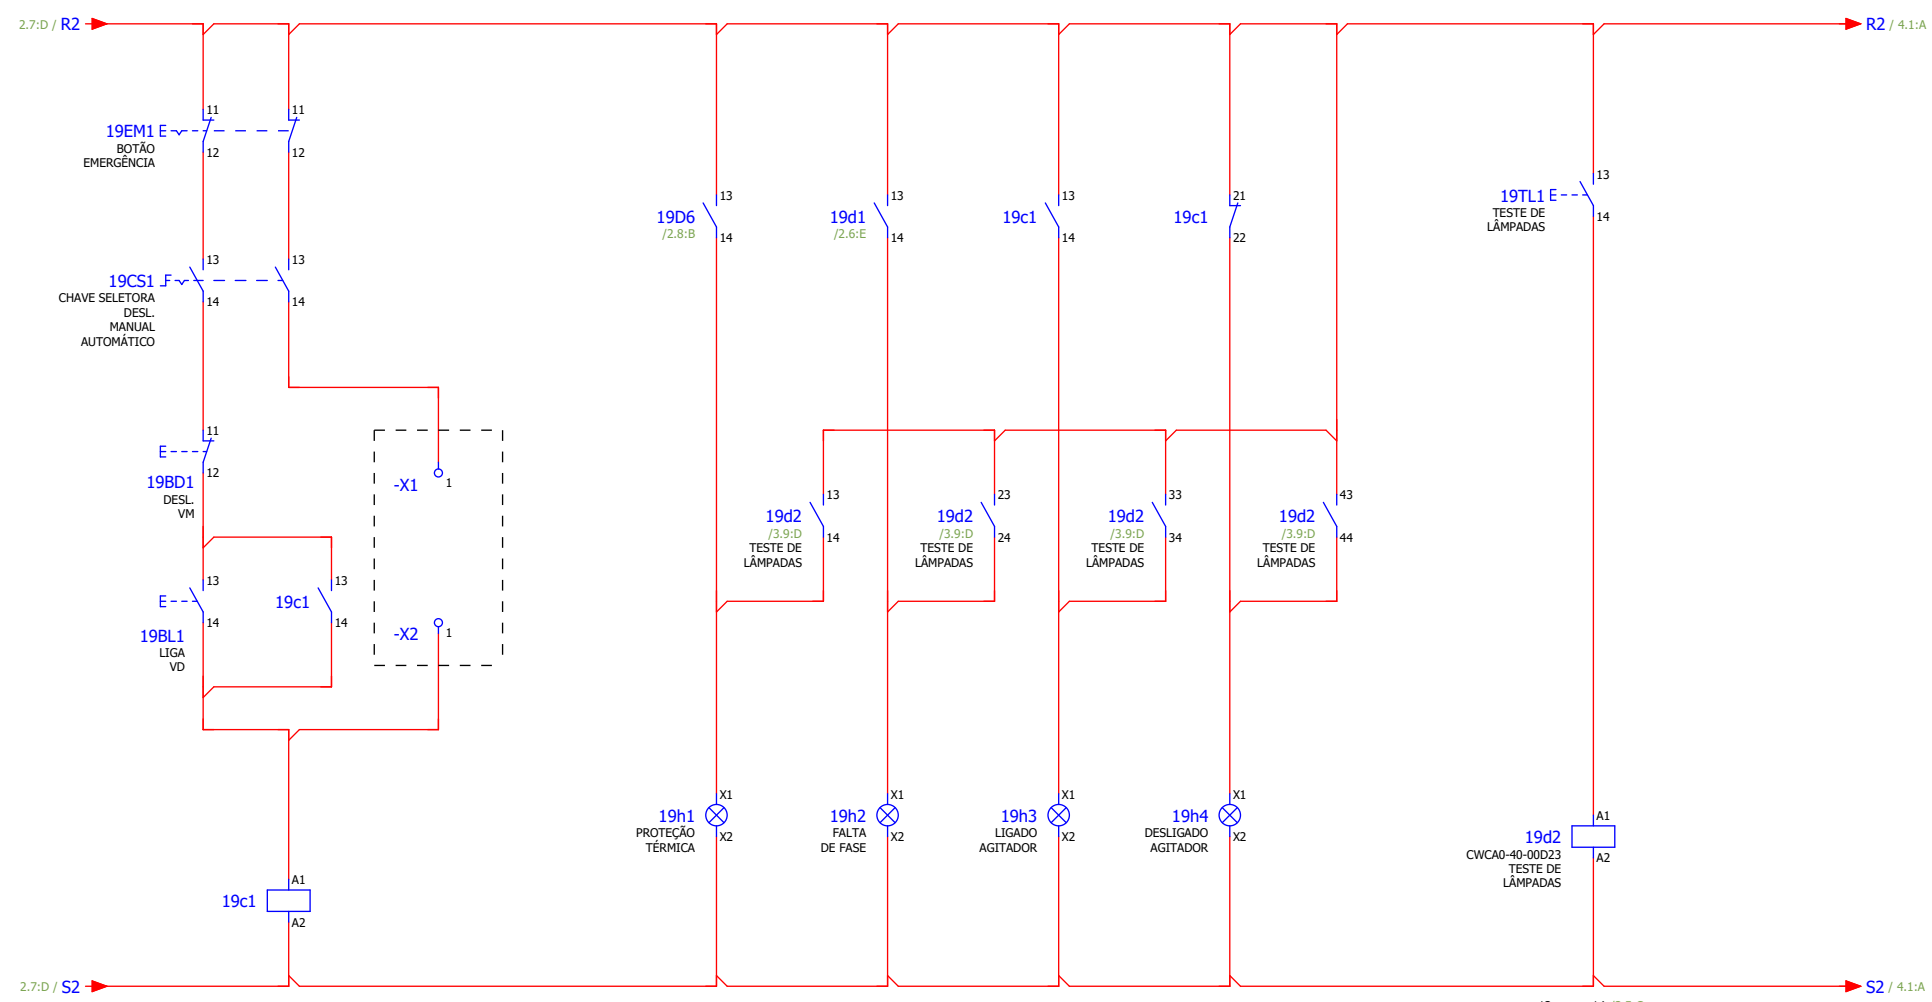 2.7:D / R2
R2 / 4.1:A
11
11
19EM1
BOTÃO
EMERGÊNCIA
12
12
13
19TL1
TESTE DE
LÂMPADAS
14
13
19D6
/2.8:B
14
13
19d1
/2.6:E
14
13
19c1
14
21
19c1
22
13
13
19CS1
CHAVE SELETORA
DESL.
MANUAL
AUTOMÁTICO
14
14
11
12
19BD1
DESL.
VM
-X1
1
13
19d2
/3.9:D
TESTE DE
LÂMPADAS
14
23
19d2
/3.9:D
TESTE DE
LÂMPADAS
24
33
19d2
/3.9:D
TESTE DE
LÂMPADAS
34
43
19d2
/3.9:D
TESTE DE
LÂMPADAS
44
13
14
19BL1
LIGA
VD
13
19c1
14
-X2
1
X1
19h1
PROTEÇÃO
TÉRMICA
X2
X1
19h2
FALTA
DE FASE
X2
X1
19h3
LIGADO
AGITADOR
X2
X1
19h4
DESLIGADO
AGITADOR
X2
A1
19d2
CWCA0-40-00D23
TESTE DE
LÂMPADAS
A2
A1
19c1
A2
2.7:D / S2
S2 / 4.1:A